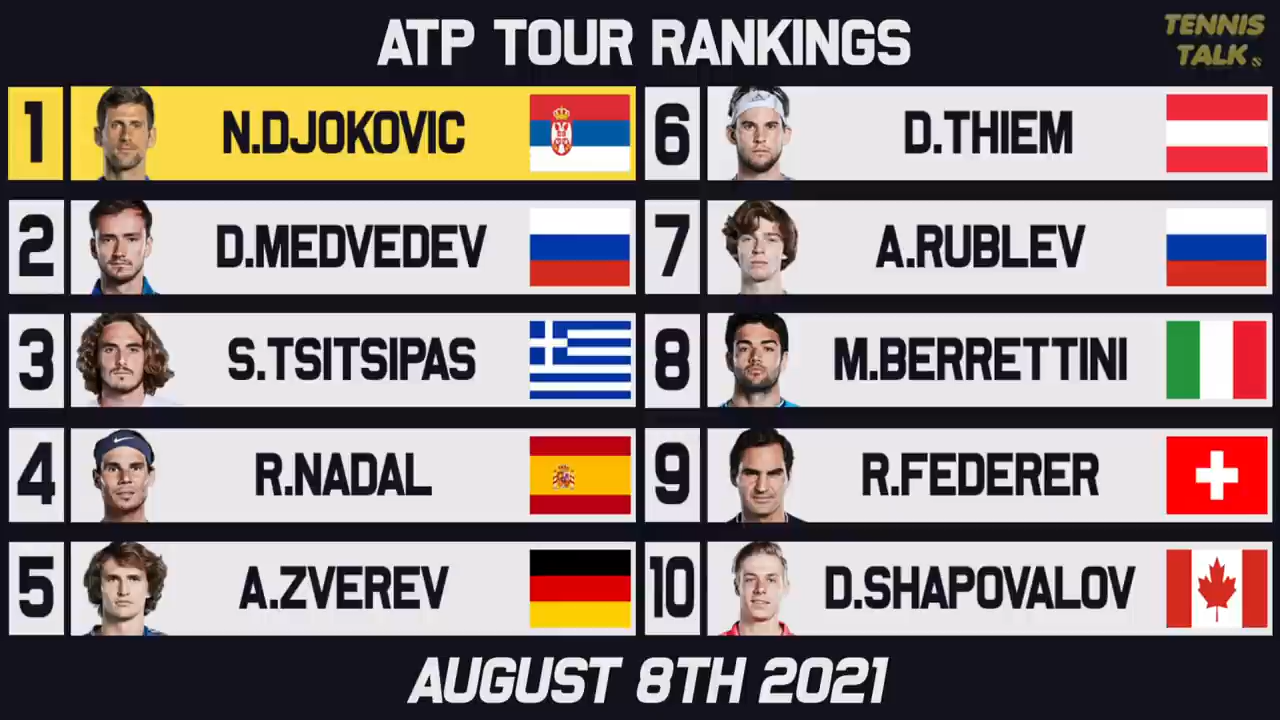 ATP TOUR RANKINGS
TENNIS
TALK
1 N.DJOKOVIC
2 D.MEDVEDEV
3 S.TSITSIPAS
4 R.NADAL
5 A.ZVEREV
6 D.THIEM
7 A.RUBLEV
8 M.BERRETTINI
9 R.FEDERER
10 D.SHAPOVALOV
AUGUST 8TH 2021